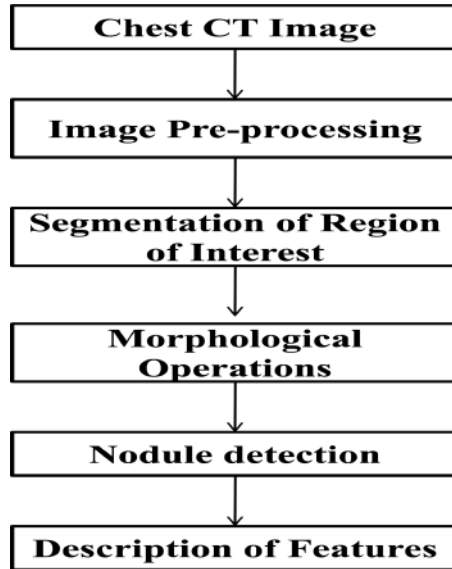 Chest CT Image
Image Pre-processing
Segmentation of Region
of Interest
Morphological
Operations
Nodule detection
Description of Features